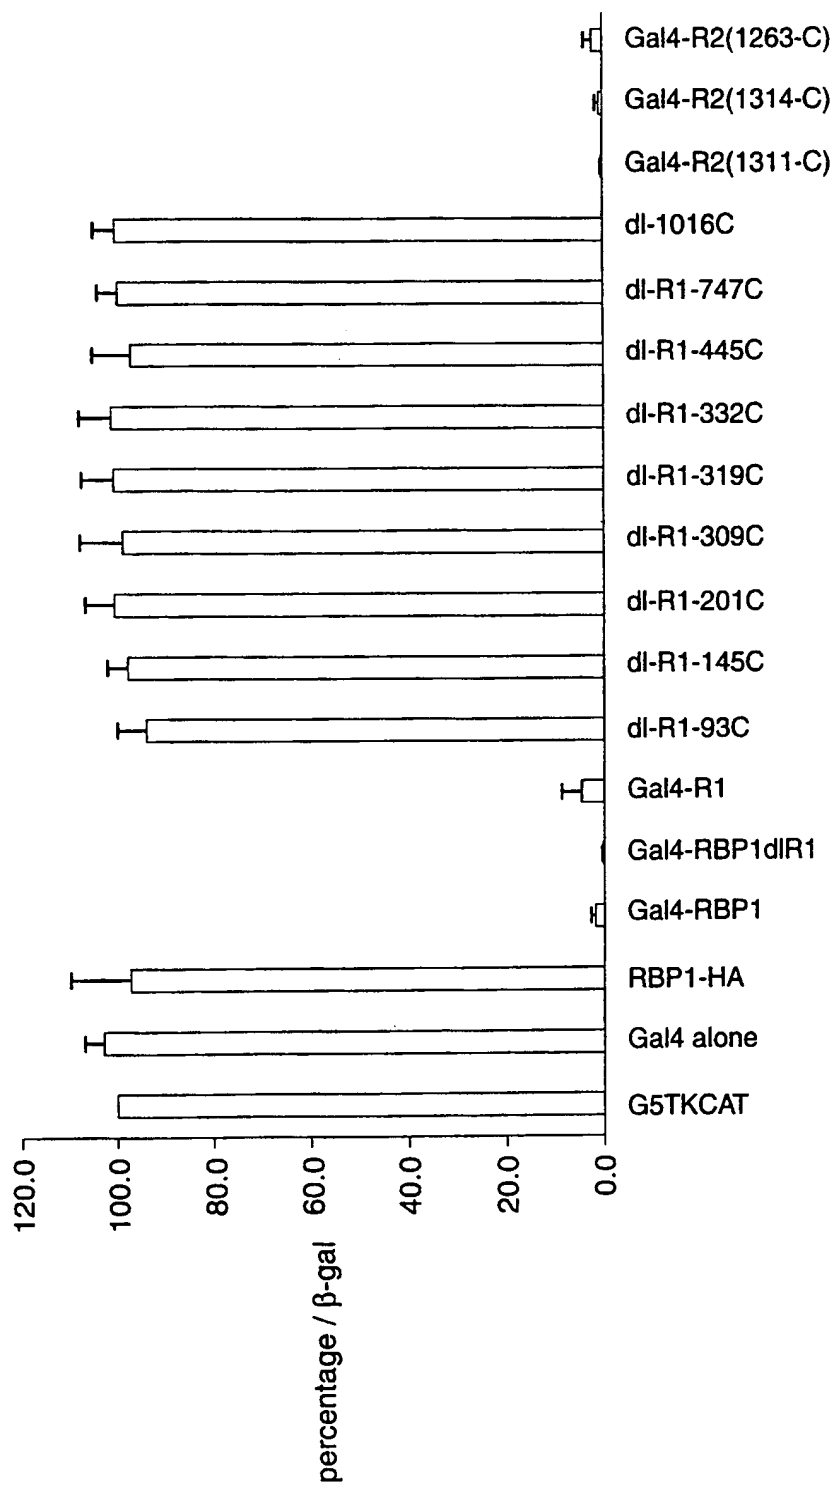 Gal4-R2(1263-C)
Gal4-R2(1314-C)
Gal4-R2(1311-C)
dl-1016C
dl-R1-747C
dl-R1-445C
dl-R1-332C
dl-R1-319C
dl-R1-309C
dl-R1-201C
dl-R1-145C
dl-R1-93C
Gal4-R1
Gal4-RBP1dlR1
Gal4-RBP1
RBP1-HA
Gal4 alone
G5TKCAT
120.0
100.0
80.0
60.0
40.0
20.0
0.0
percentage / β-gal